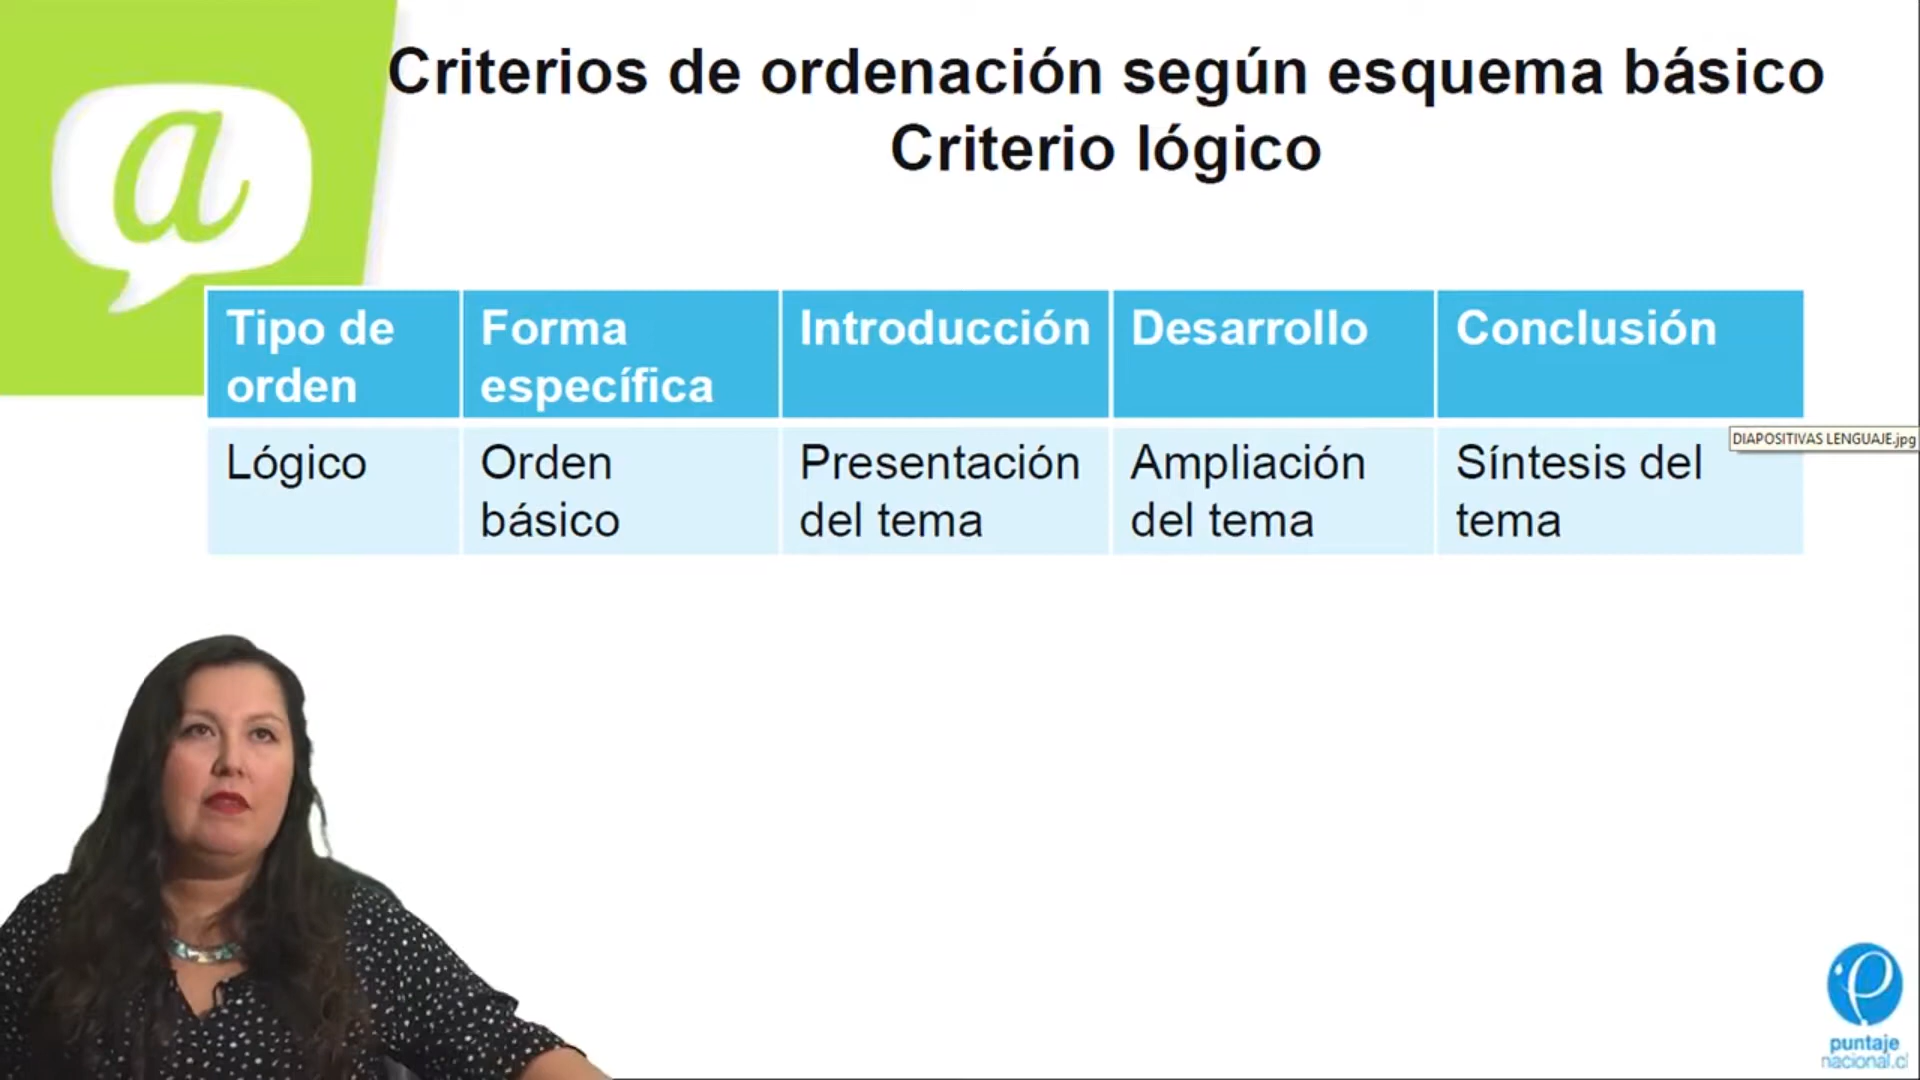 a
Criterios de ordenación según esquema básico
Criterio lógico
Tipo de orden
Forma específica
Introducción
Desarrollo
Conclusión
Lógico
Orden básico
Presentación del tema
Ampliación del tema
Síntesis del tema
DIAPOSITIVAS LENGUAJE.jpg
puntaje
nacional.cl